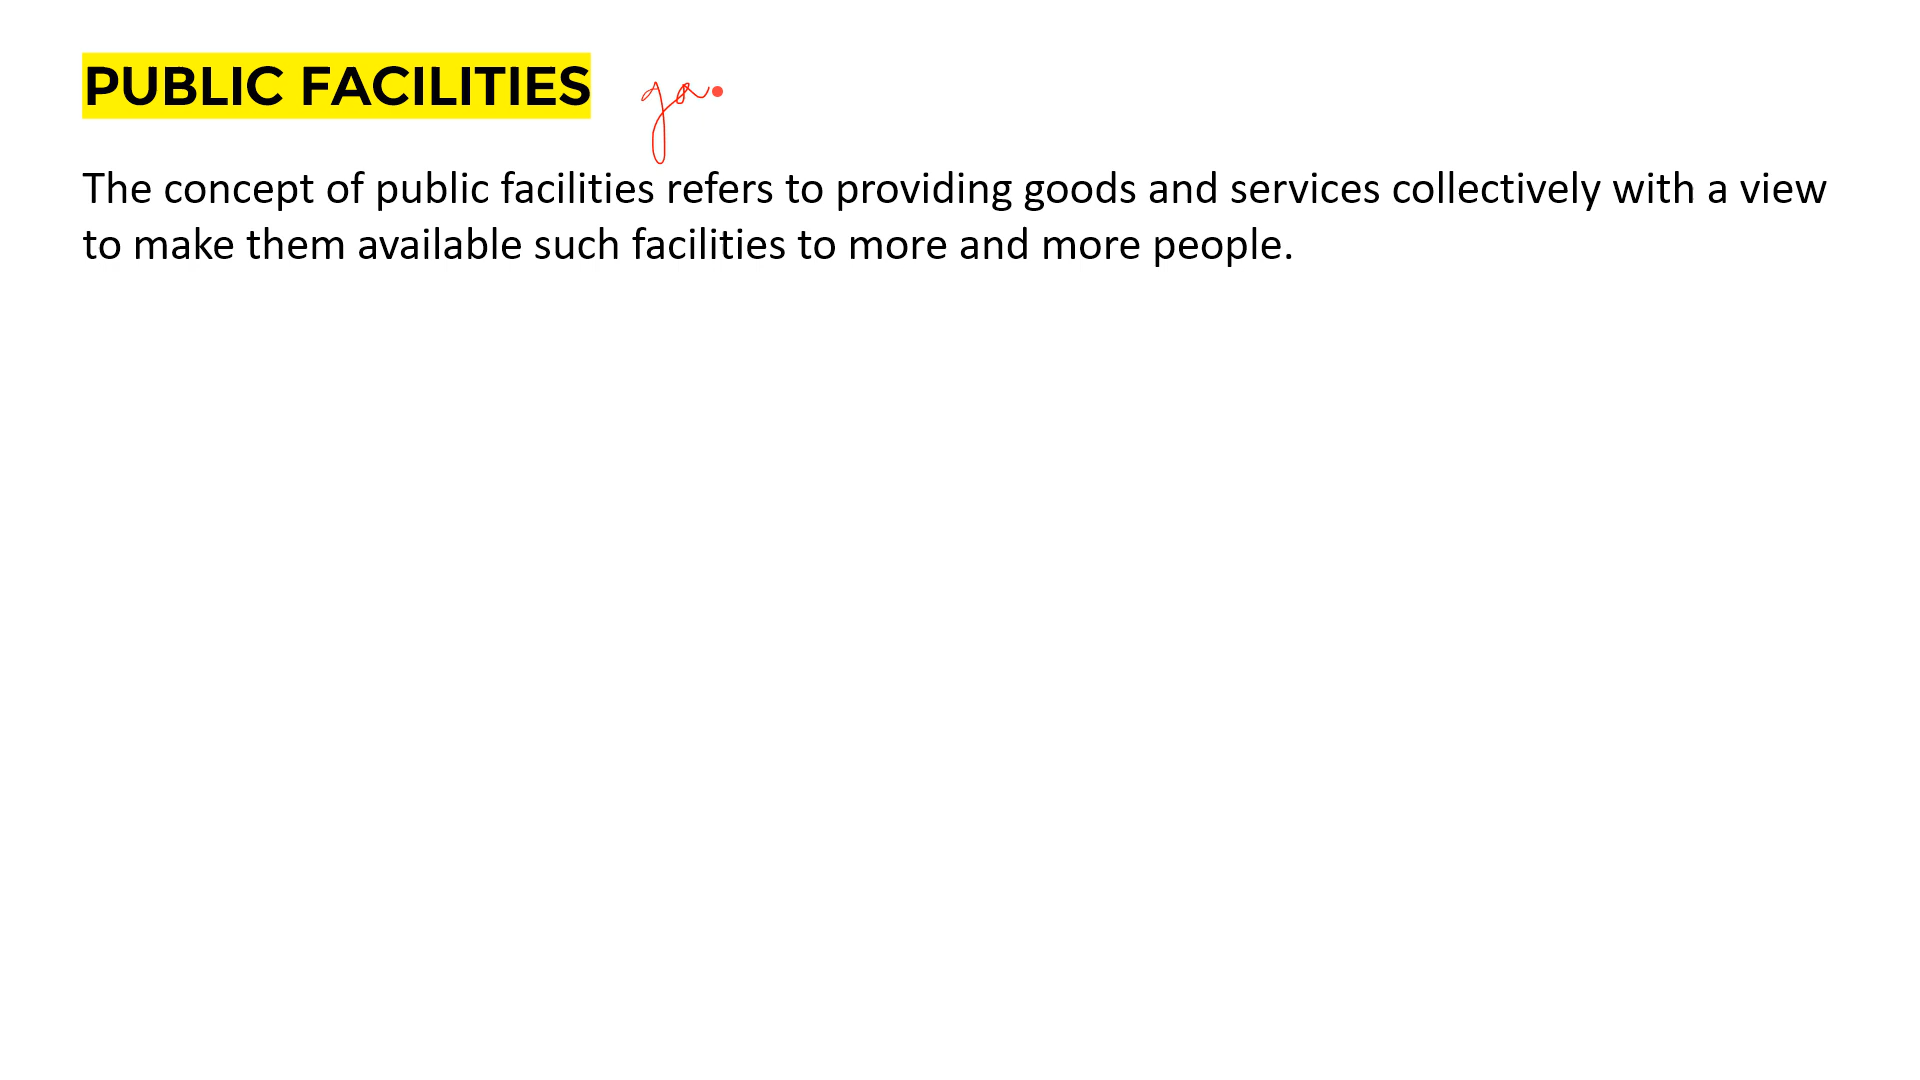 PUBLIC FACILITIES
The concept of public facilities refers to providing goods and services collectively with a view
to make them available such facilities to more and more people.